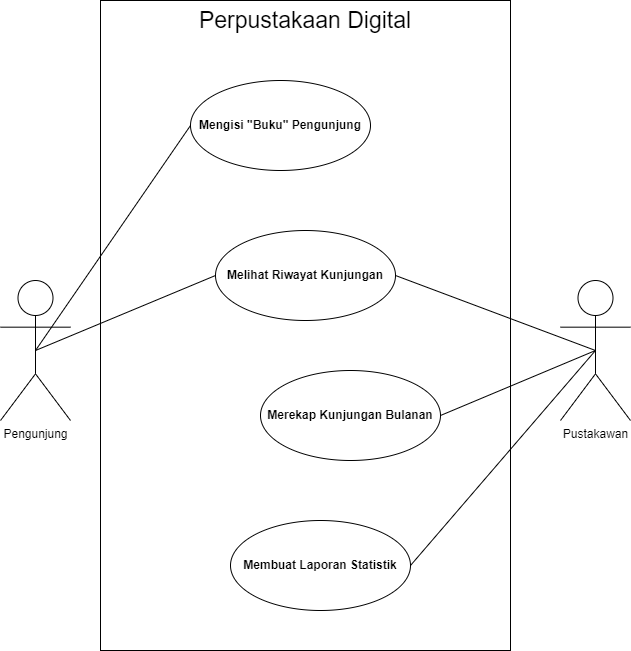 Perpustakaan Digital
Mengisi "Buku" Pengunjung
Melihat Riwayat Kunjungan
Merekap Kunjungan Bulanan
Pengunjung
Pustakawan
Membuat Laporan Statistik